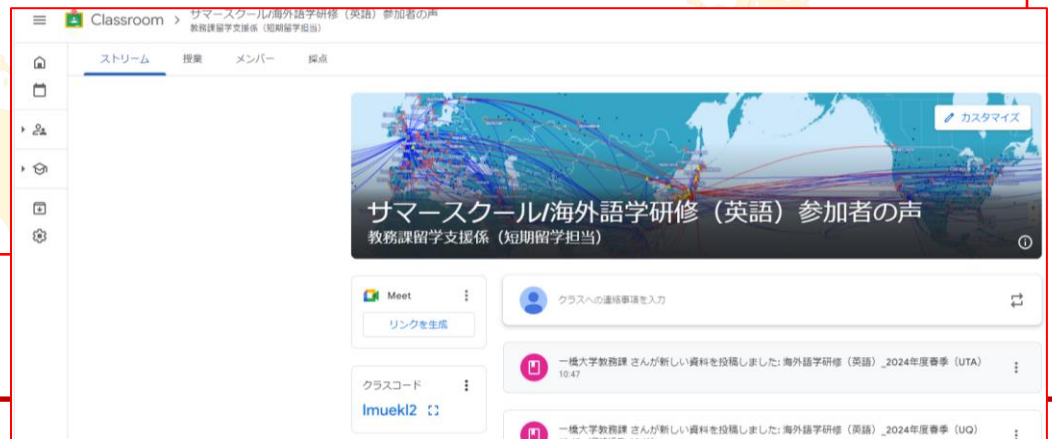 Classroom > サマースクール/海外語学研修（英語）参加者の声
教務課留学支援係（短期留学担当）
ストリーム 授業 メンバー 採点
カスタマイズ
サマースクール/海外語学研修（英語）参加者の声
教務課留学支援係（短期留学担当）
Meet
リンクを生成
クラスへの連絡事項を入力
一橋大学教務課 さんが新しい資料を投稿しました: 海外語学研修（英語）_2024年度春季（UTA）
10:47
クラスコード
lmuekl2
一橋大学教務課 さんが新しい資料を投稿しました: 海外語学研修（英語）_2024年度春季（UQ）